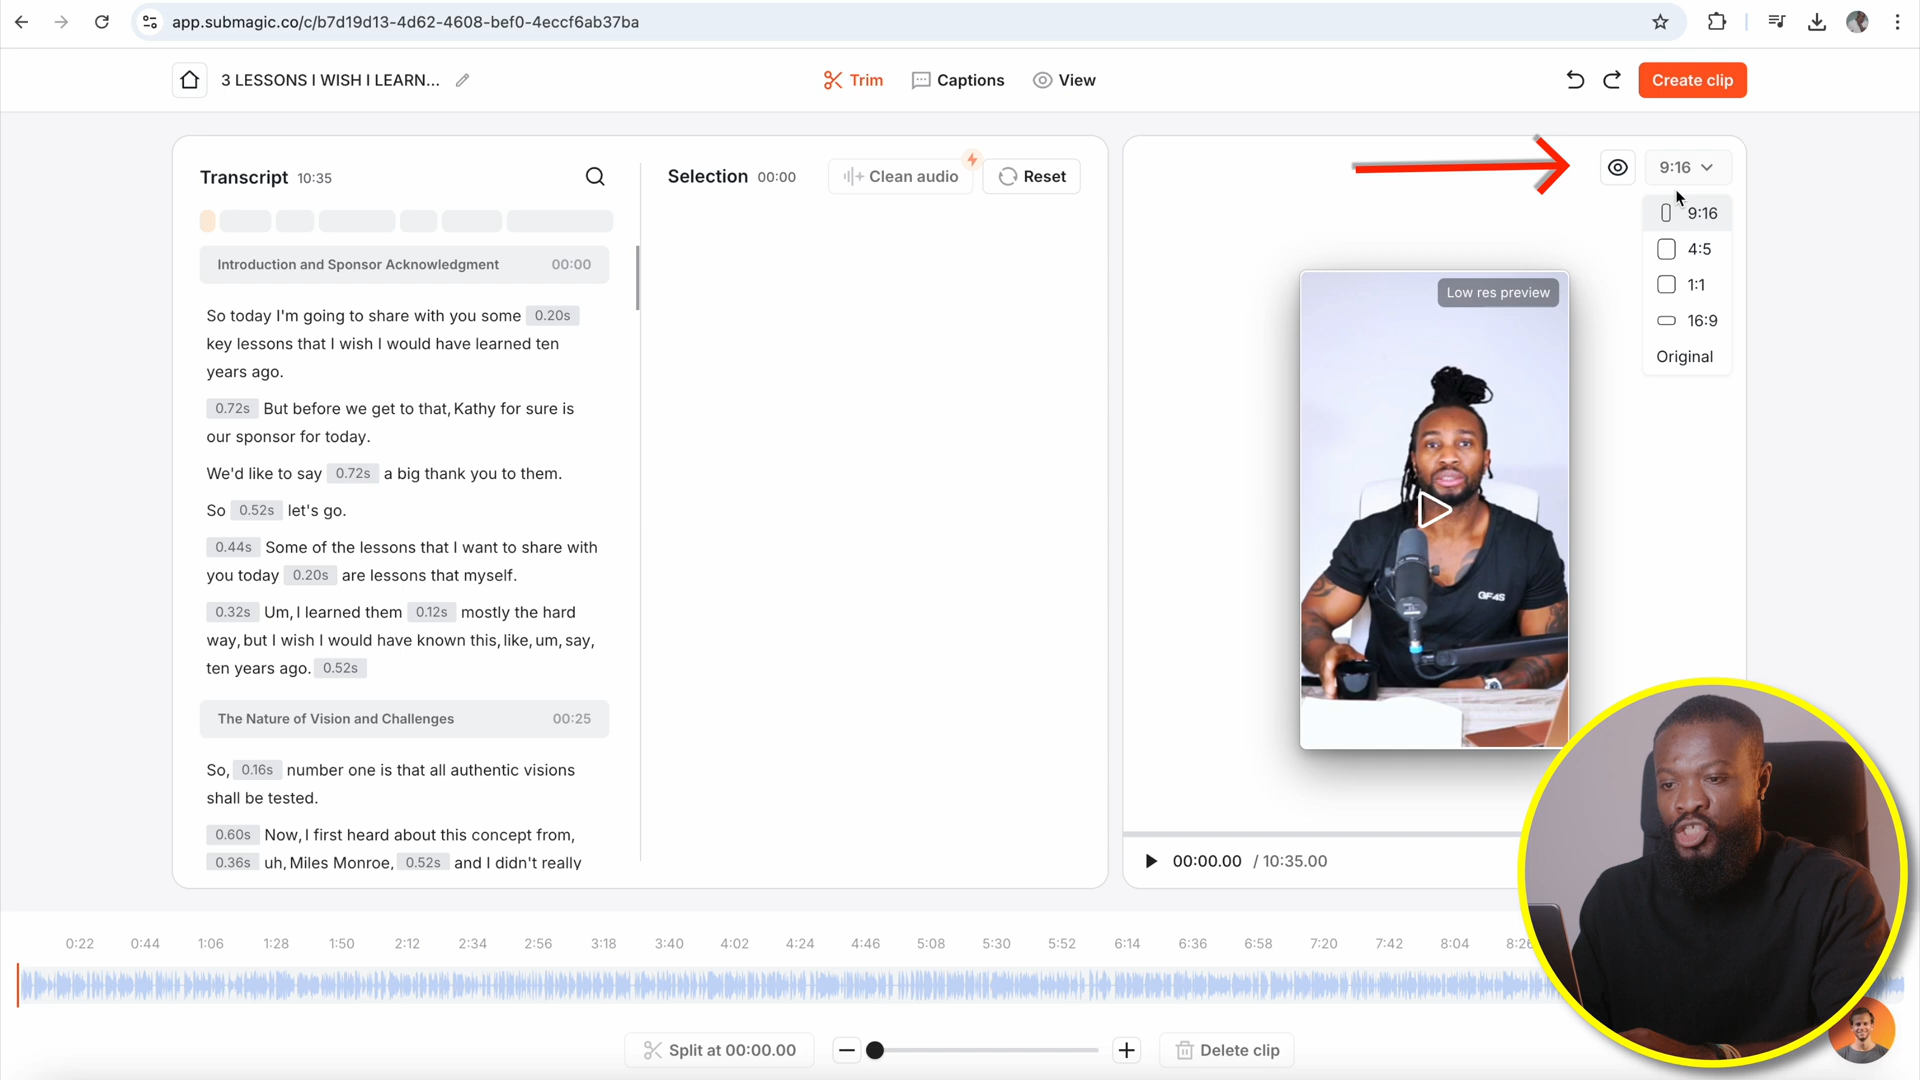 app.submagic.co/c/b7d19d13-4d62-4608-bef0-4eccf6ab37ba
3 LESSONS I WISH I LEARN...
Trim
Captions
View
Create clip
Transcript 10:35
Introduction and Sponsor Acknowledgment 00:00
So today I'm going to share with you some 0.20s
key lessons that I wish I would have learned ten
years ago.
0.72s But before we get to that, Kathy for sure is
our sponsor for today.
We'd like to say 0.72s a big thank you to them.
So 0.52s let's go.
0.44s Some of the lessons that I want to share with
you today 0.20s are lessons that myself.
0.32s Um, I learned them 0.12s mostly the hard
way, but I wish I would have known this, like, um, say,
ten years ago. 0.52s
The Nature of Vision and Challenges 00:25
So, 0.16s number one is that all authentic visions
shall be tested.
0.60s Now, I first heard about this concept from,
0.36s uh, Miles Monroe, 0.52s and I didn't really
Selection 00:00
Clean audio
Reset
9:16
9:16
4:5
1:1
16:9
Original
Low res preview
GF4S
00:00.00 / 10:35.00
0:22 0:44 1:06 1:28 1:50 2:12 2:34 2:56 3:18 3:40 4:02 4:24 4:46 5:08 5:30 5:52 6:14 6:36 6:58 7:20 7:42 8:04 8:26
Split at 00:00.00
Delete clip